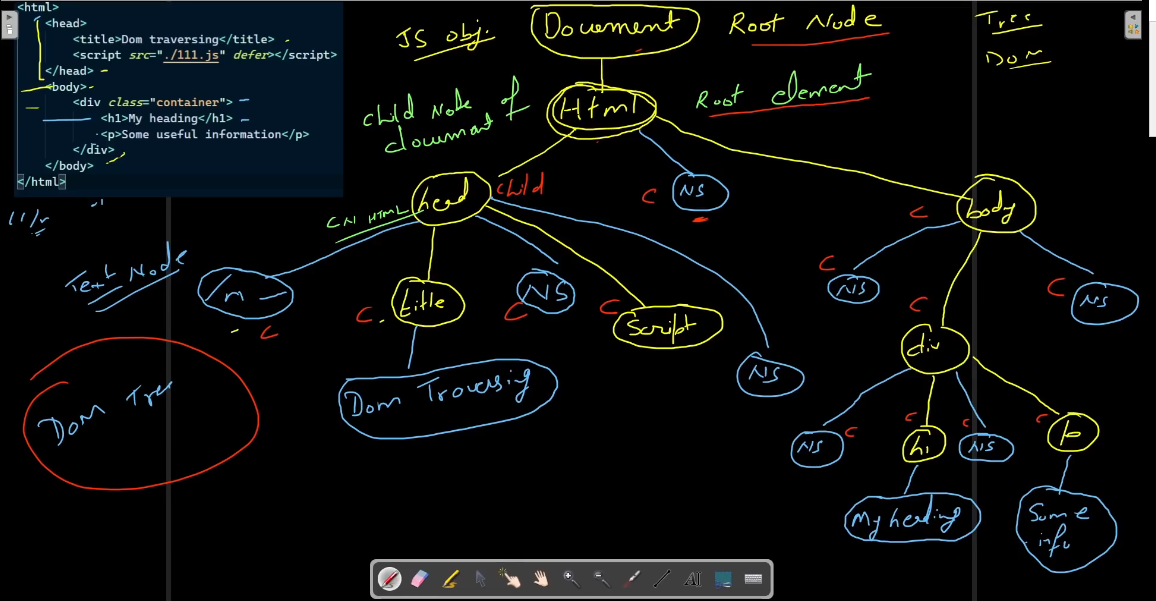 <html>
<head>
<title>Dom traversing</title>
<script src="./111.js" defer></script>
</head>
<body>
<div class="container">
<h1>My heading</h1>
<p>Some useful information</p>
</div>
</body>
</html>
JS obj.
Document
Root Node
Tree
Dom
Child Node of
document
Html
Root element
head
child
C
NS
C
body
CN HTML
Text Node
/n
C
C
title
C
NS
C
Script
NS
C
NS
C
div
C
NS
Dom Tree
Dom Traversing
NS
C
C
h1
C
NS
C
p
My heading
Some
info
AI